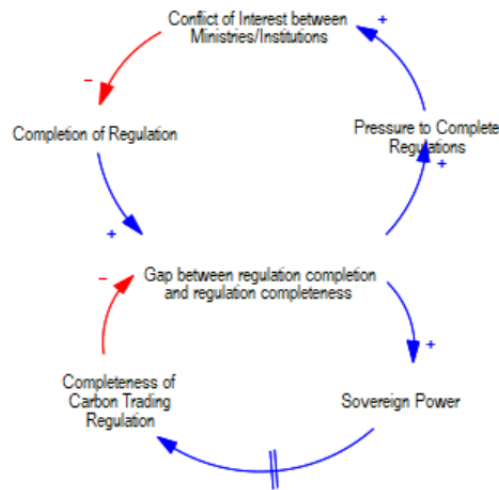 Conflict of Interest between
Ministries/Institutions
+
−
Completion of Regulation
Pressure to Complete
Regulations
+
+
−
Gap between regulation completion
and regulation completeness
+
Completeness of
Carbon Trading
Regulation
Sovereign Power